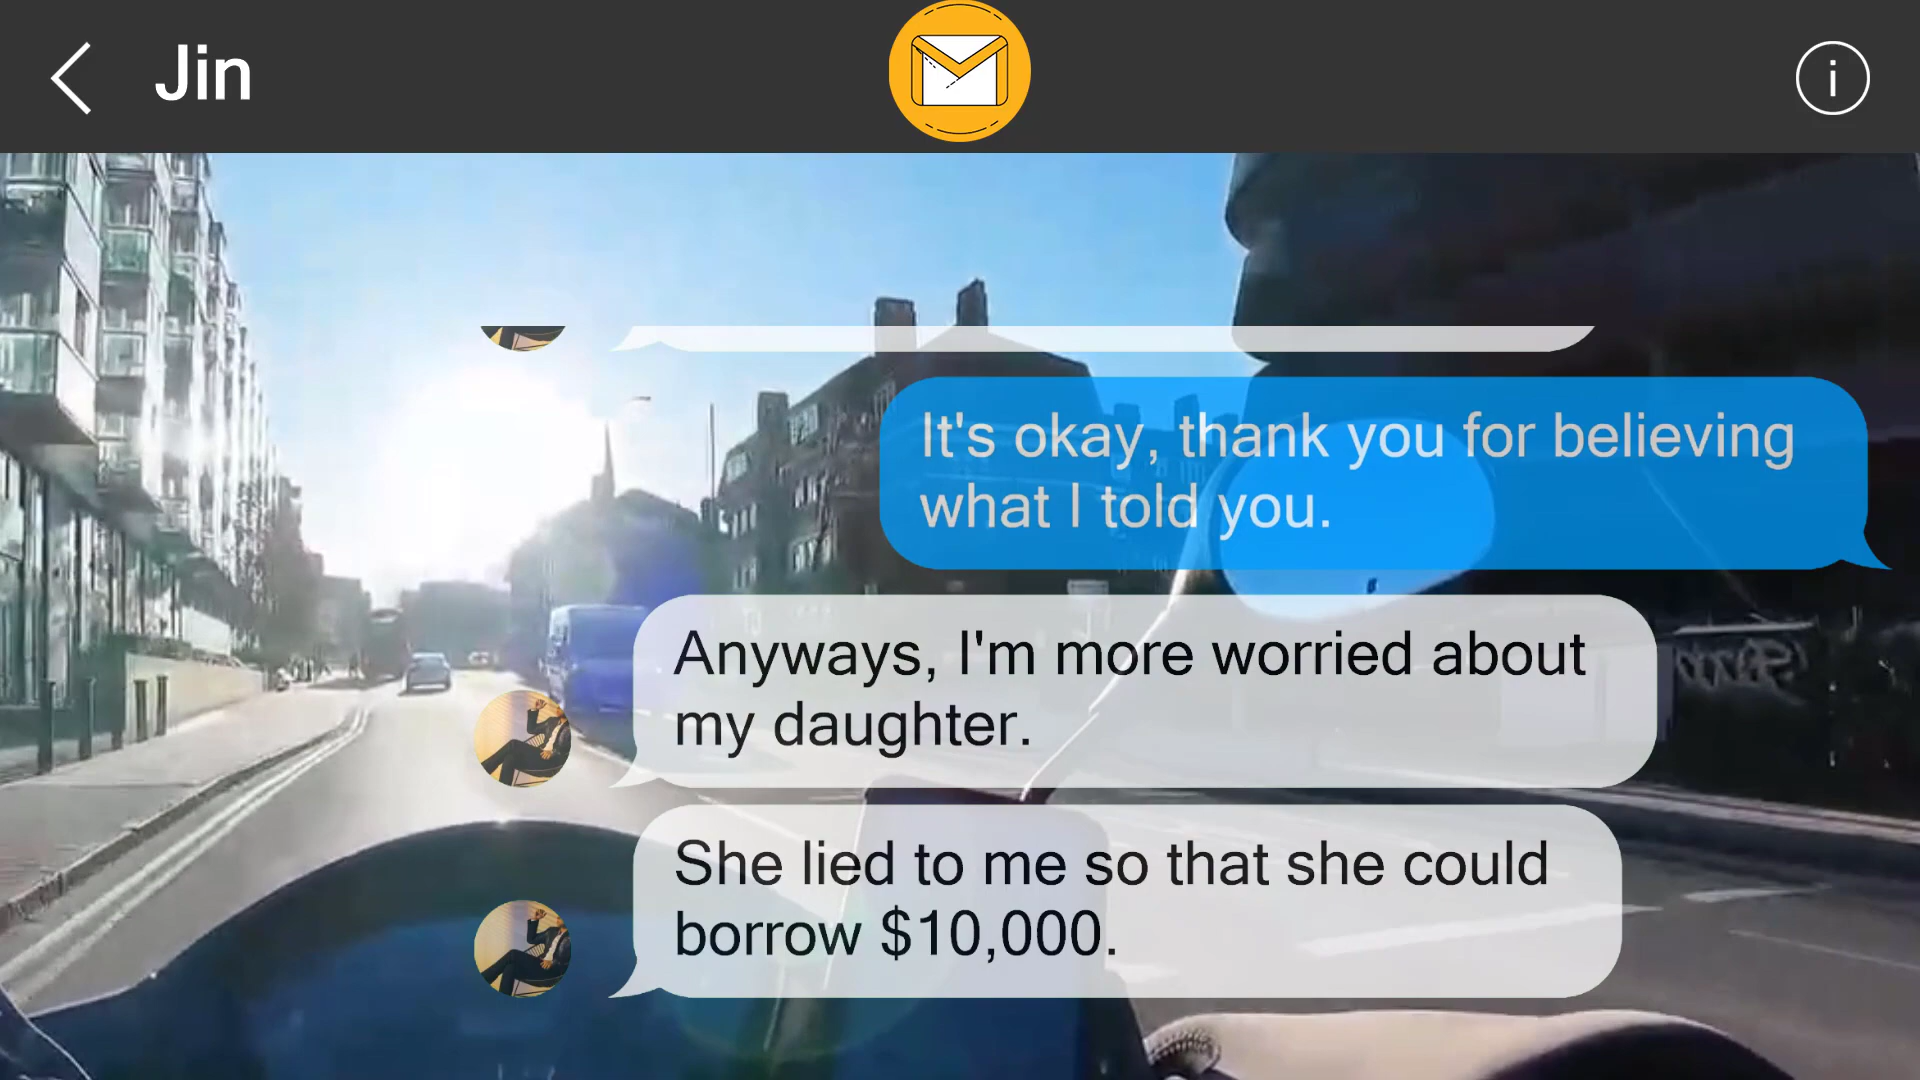 Jin
It's okay, thank you for believing
what I told you.
Anyways, I'm more worried about
my daughter.
She lied to me so that she could
borrow $10,000.